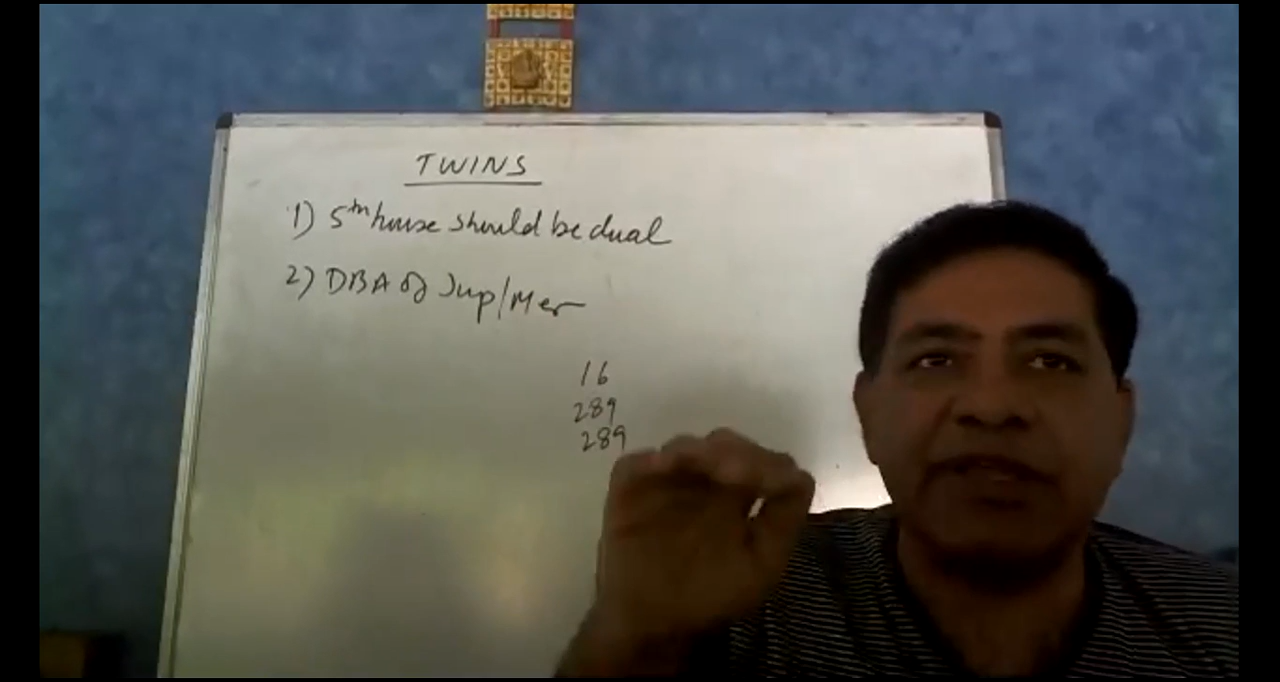 TWINS
1) 5th house should be dual
2) DBA of Jup/Mer
16
289
289